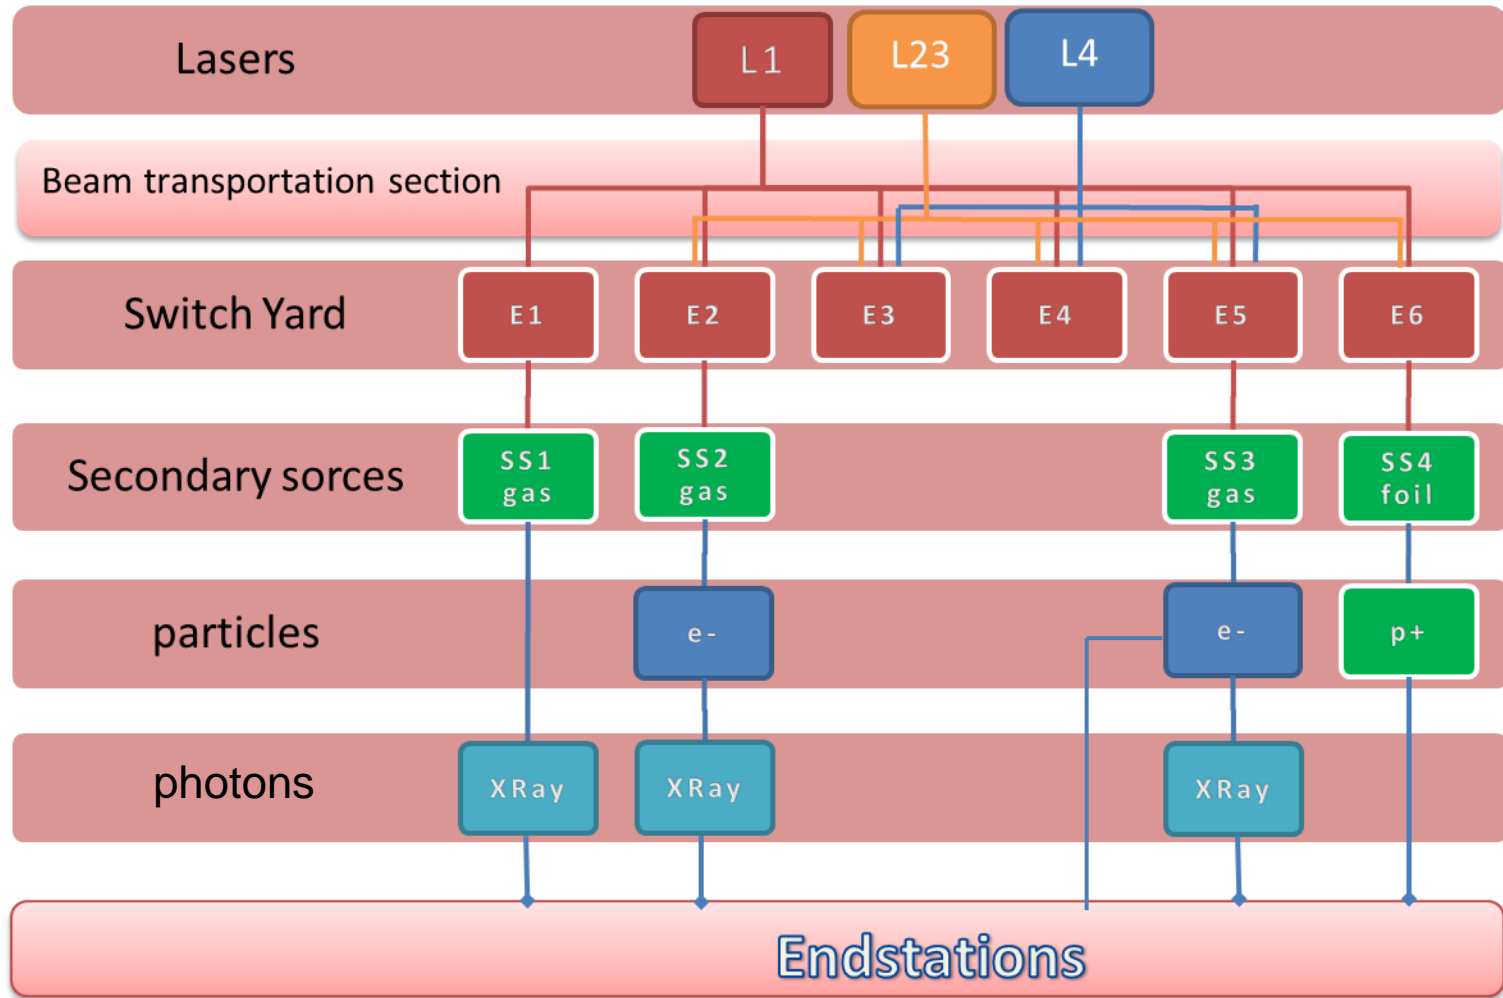 Lasers
L1
L23
L4
Beam transportation section
Switch Yard
E1
E2
E3
E4
E5
E6
Secondary sorces
SS1
gas
SS2
gas
SS3
gas
SS4
foil
particles
e-
e-
p+
photons
XRay
XRay
XRay
Endstations